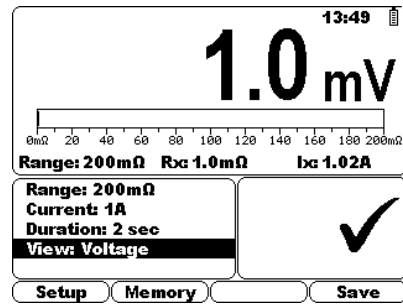 13:49
1.0 mV
0mΩ 20 40 60 80 100 120 140 160 180 200mΩ
Range: 200mΩ Rx: 1.0mΩ Ix: 1.02A
Range: 200mΩ
Current: 1A
Duration: 2 sec
View: Voltage
Setup Memory Save